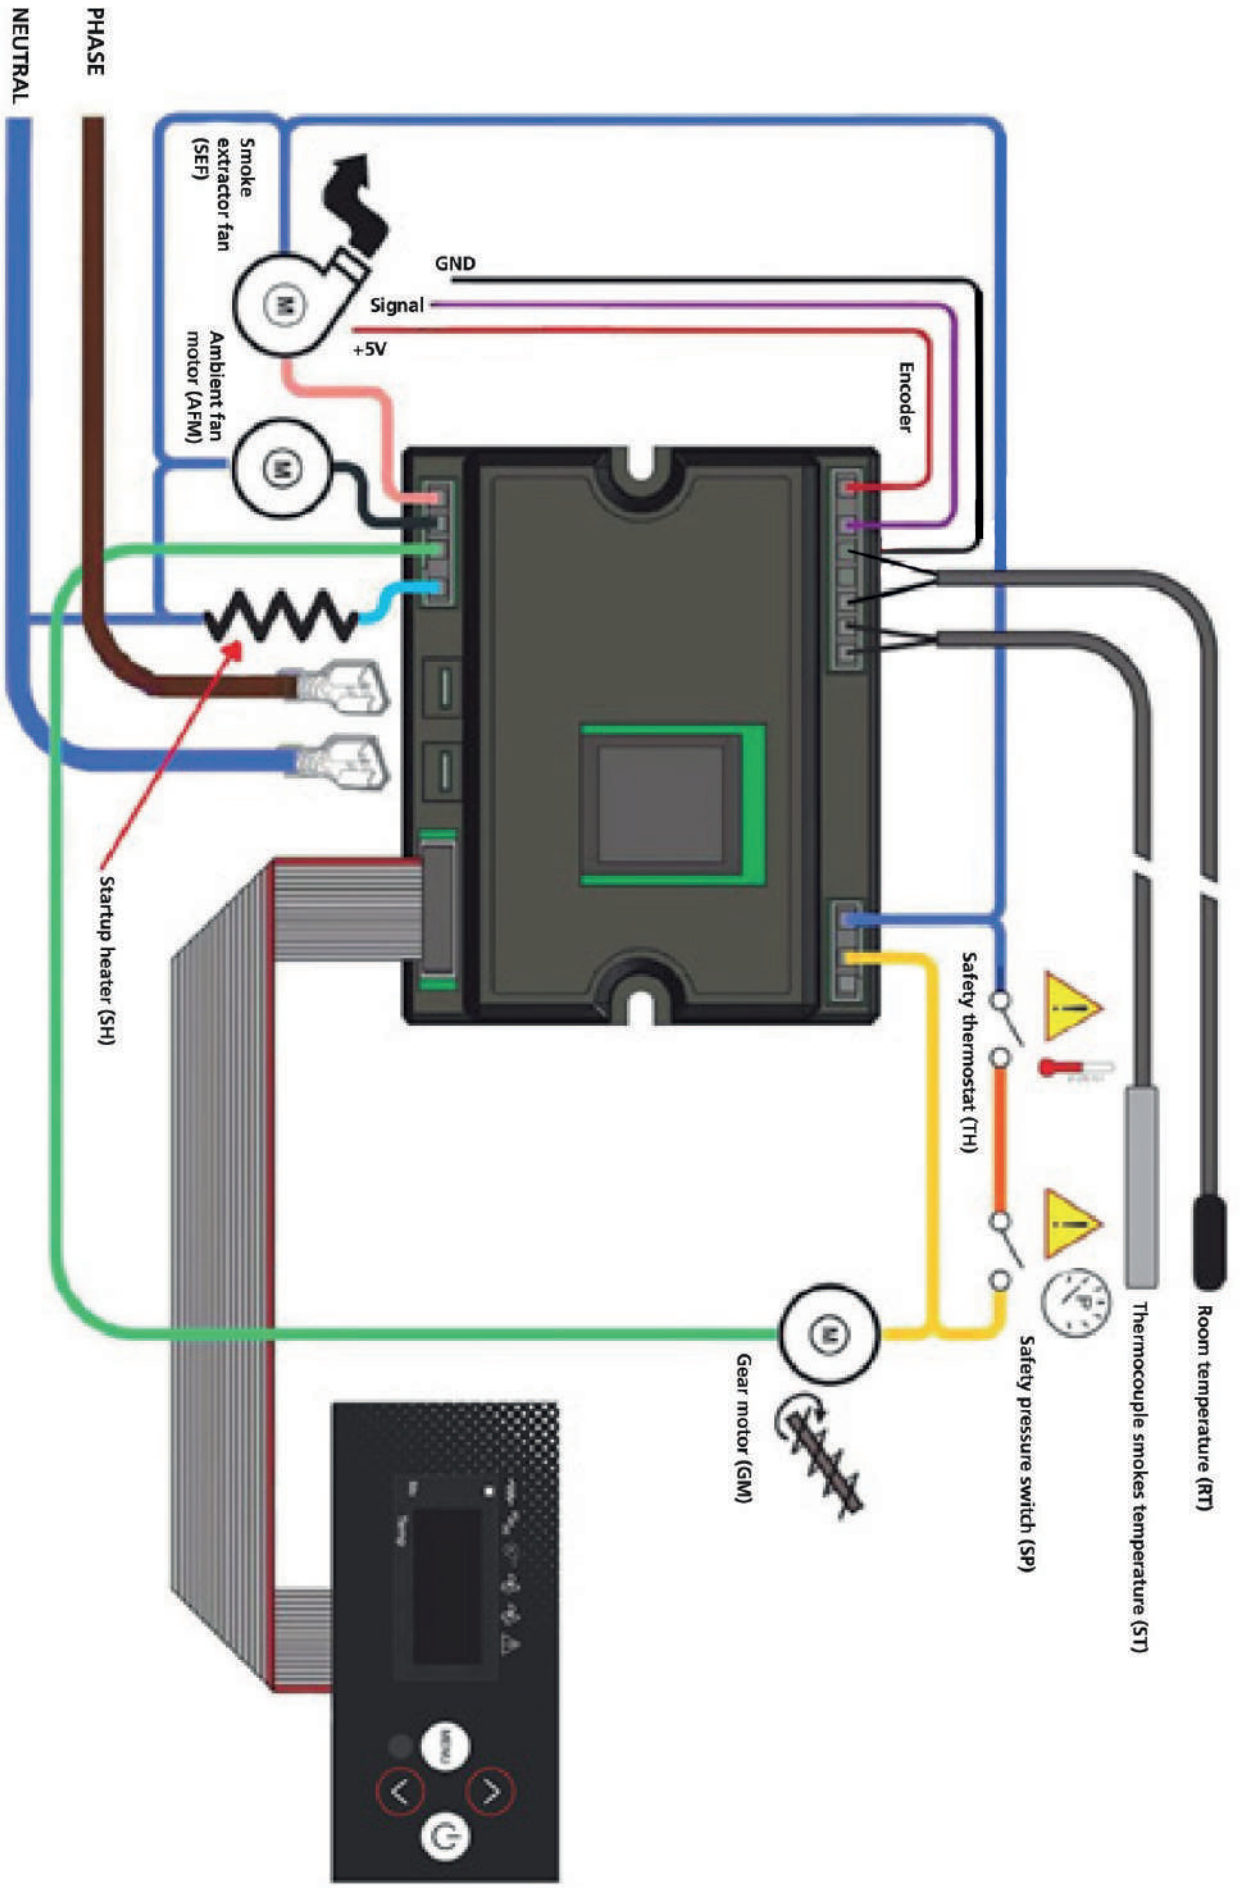 NEUTRAL
PHASE
Smoke
extractor fan
(SEF)
M
GND
Signal
+5V
Encoder
Ambient fan
motor (AFM)
M
Startup heater (SH)
Safety thermostat (TH)
Safety pressure switch (SP)
Thermocouple smokes temperature (ST)
Room temperature (RT)
!
!
P
M
Gear motor (GM)
Temp
MENU